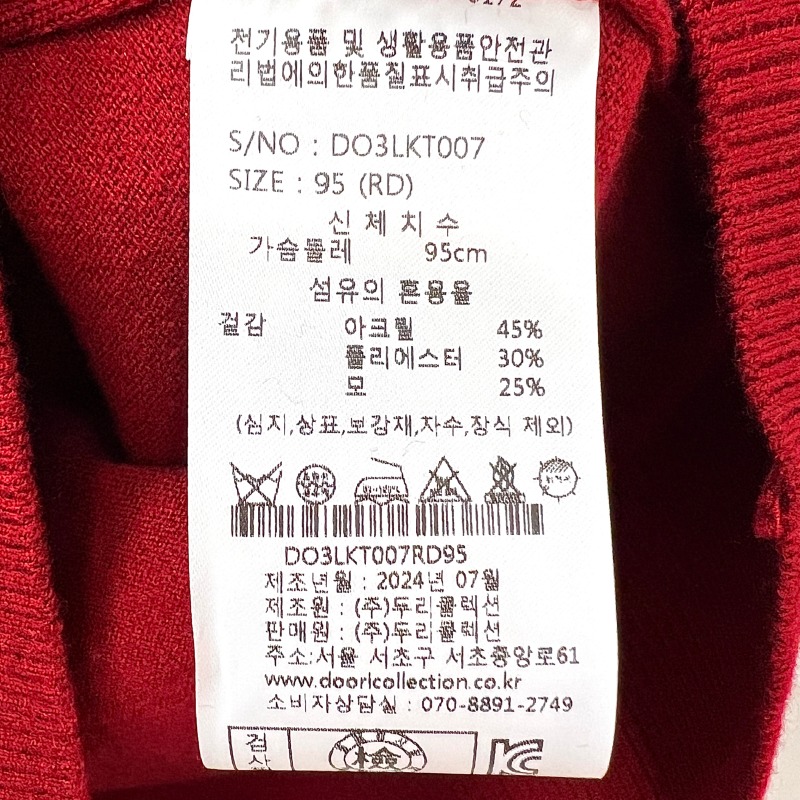 전기용품 및 생활용품안전관
리법에의한품질표시취급주의
S/NO : DO3LKT007
SIZE : 95 (RD)
신 체 치 수
가슴둘레 95cm
섬유의 혼용율
겉감 아크릴 45%
폴리에스터 30%
모 25%
(심지,상표,보강재,자수,장식 제외)
DO3LKT007RD95
제조년월 : 2024년 07월
제조원 : (주)두리콜렉션
판매원 : (주)두리콜렉션
주소:서울 서초구 서초중앙로61
www.doorlcollection.co.kr
소비자상담실 : 070-8891-2749
검 檢